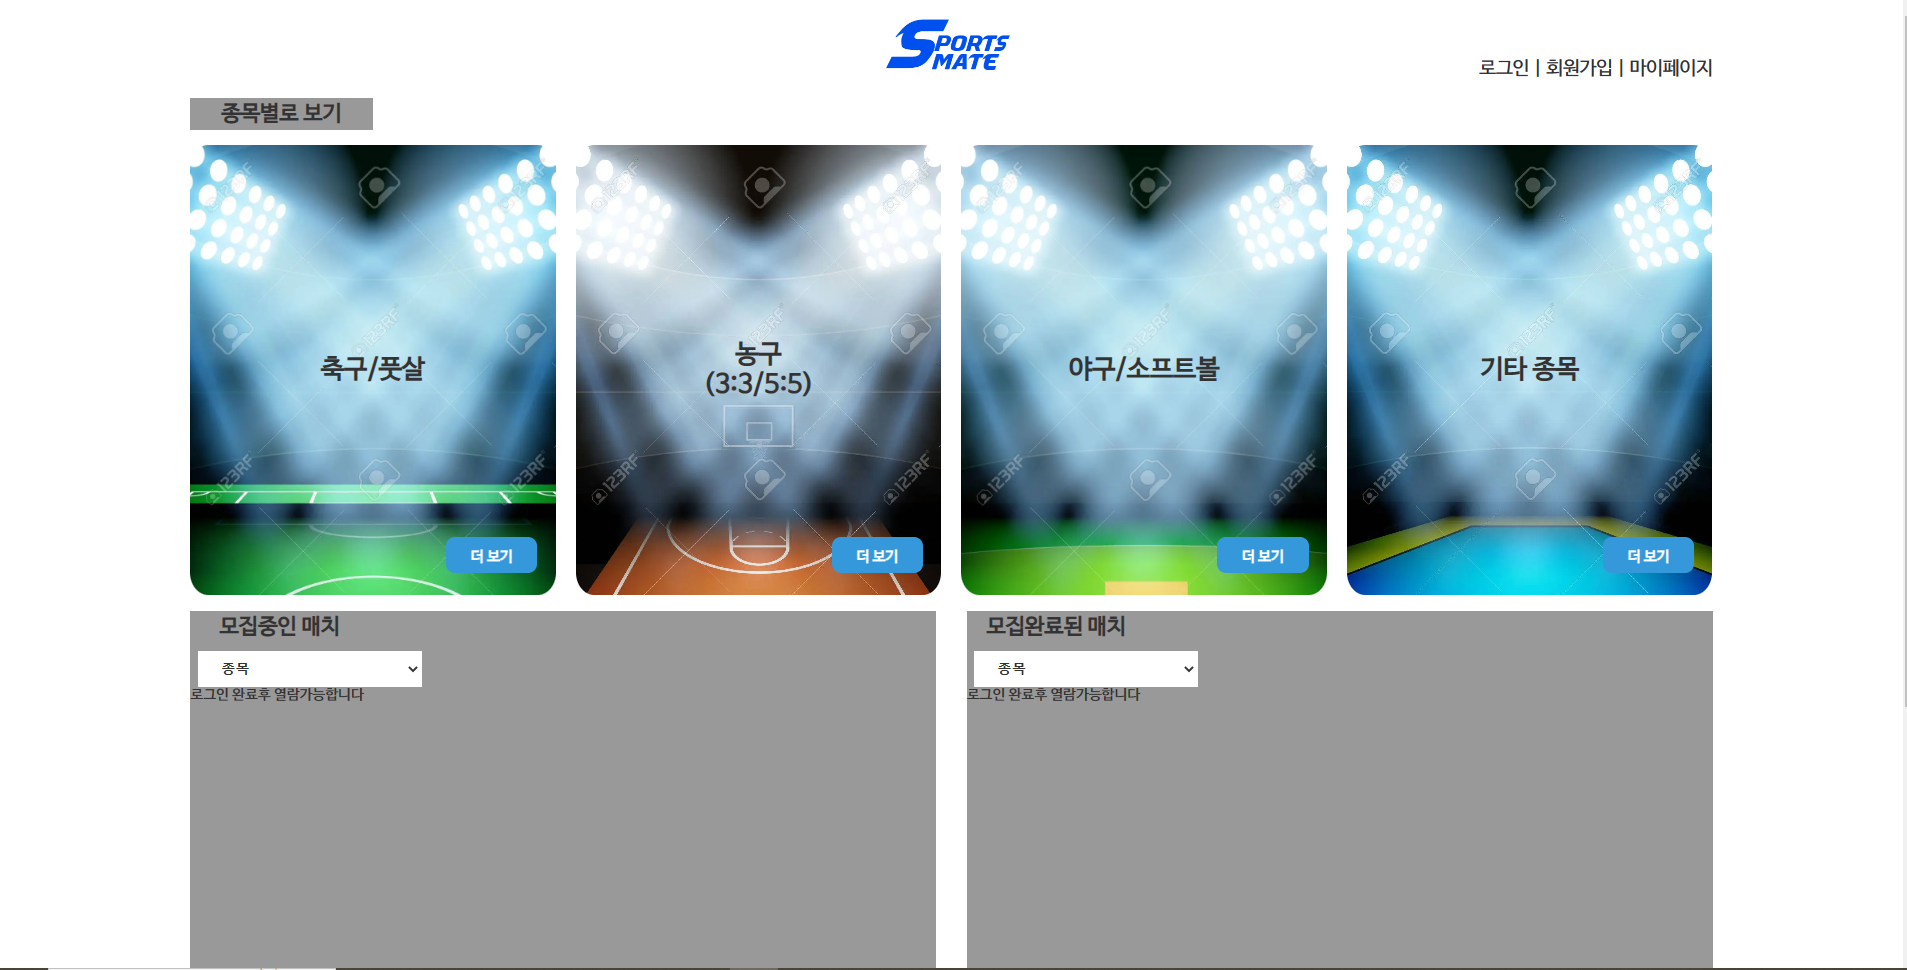 SPORTS
MATE
로그인 | 회원가입 | 마이페이지
종목별로 보기
축구/풋살
농구
(3:3/5:5)
야구/소프트볼
기타 종목
123RF
더 보기
더 보기
더 보기
더 보기
모집중인 매치
모집완료된 매치
종목
종목
로그인 완료후 열람가능합니다
로그인 완료후 열람가능합니다